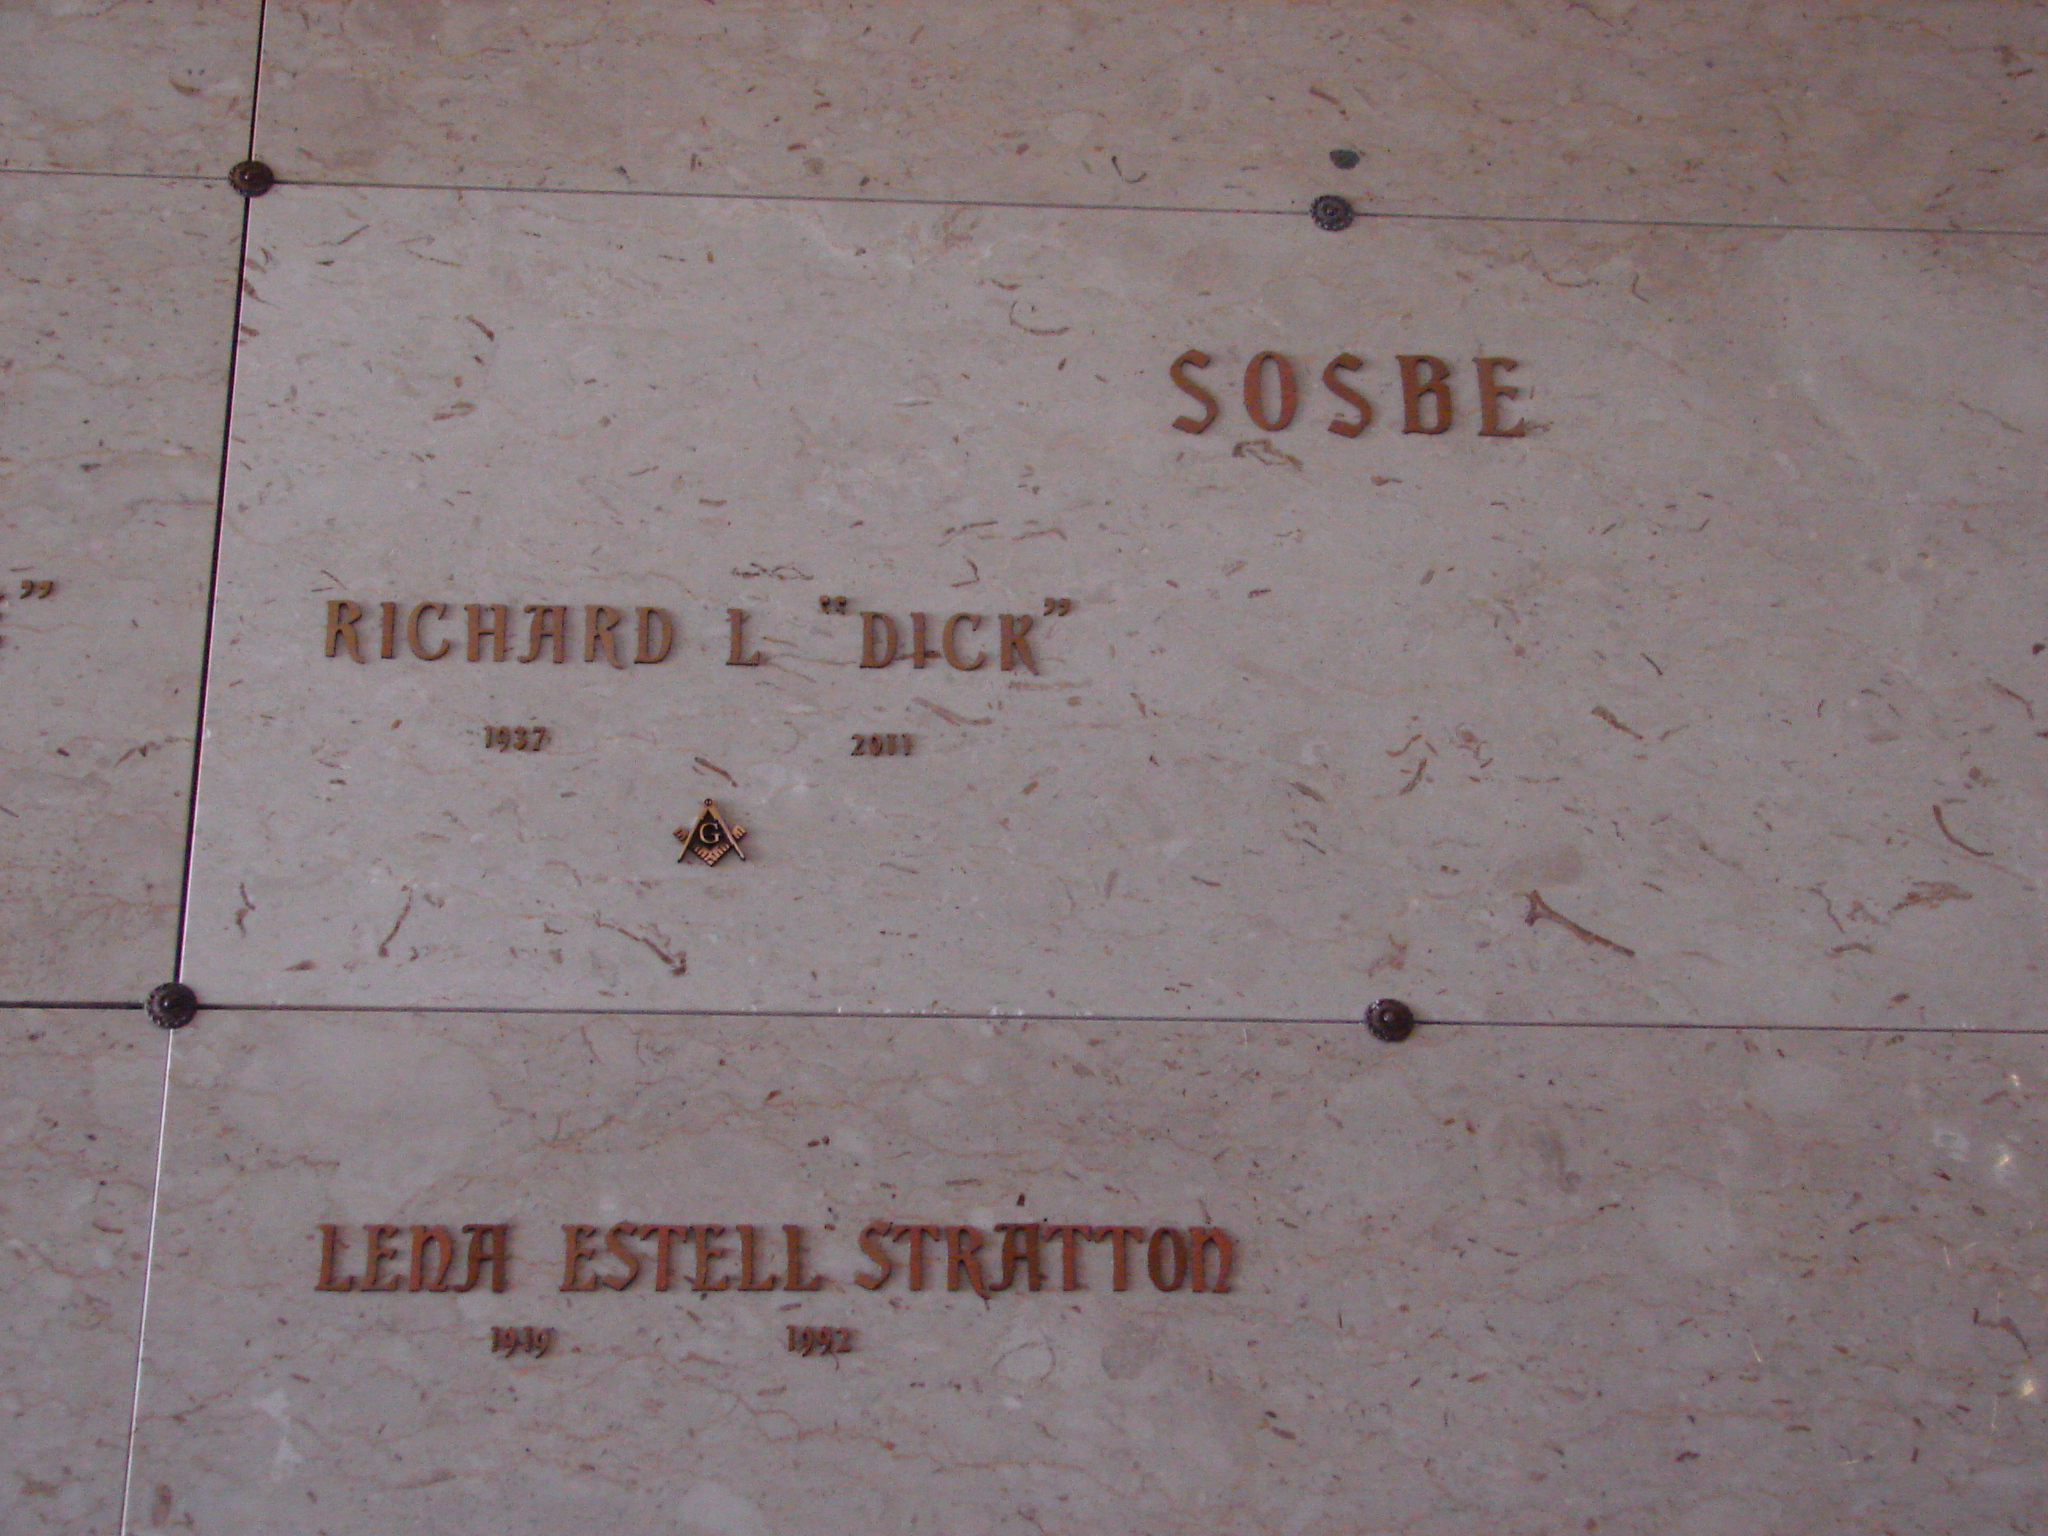 SOSBE
RICHARD L "DICK"
1937 2011
G
LENA ESTELL STRATTON
1919 1992